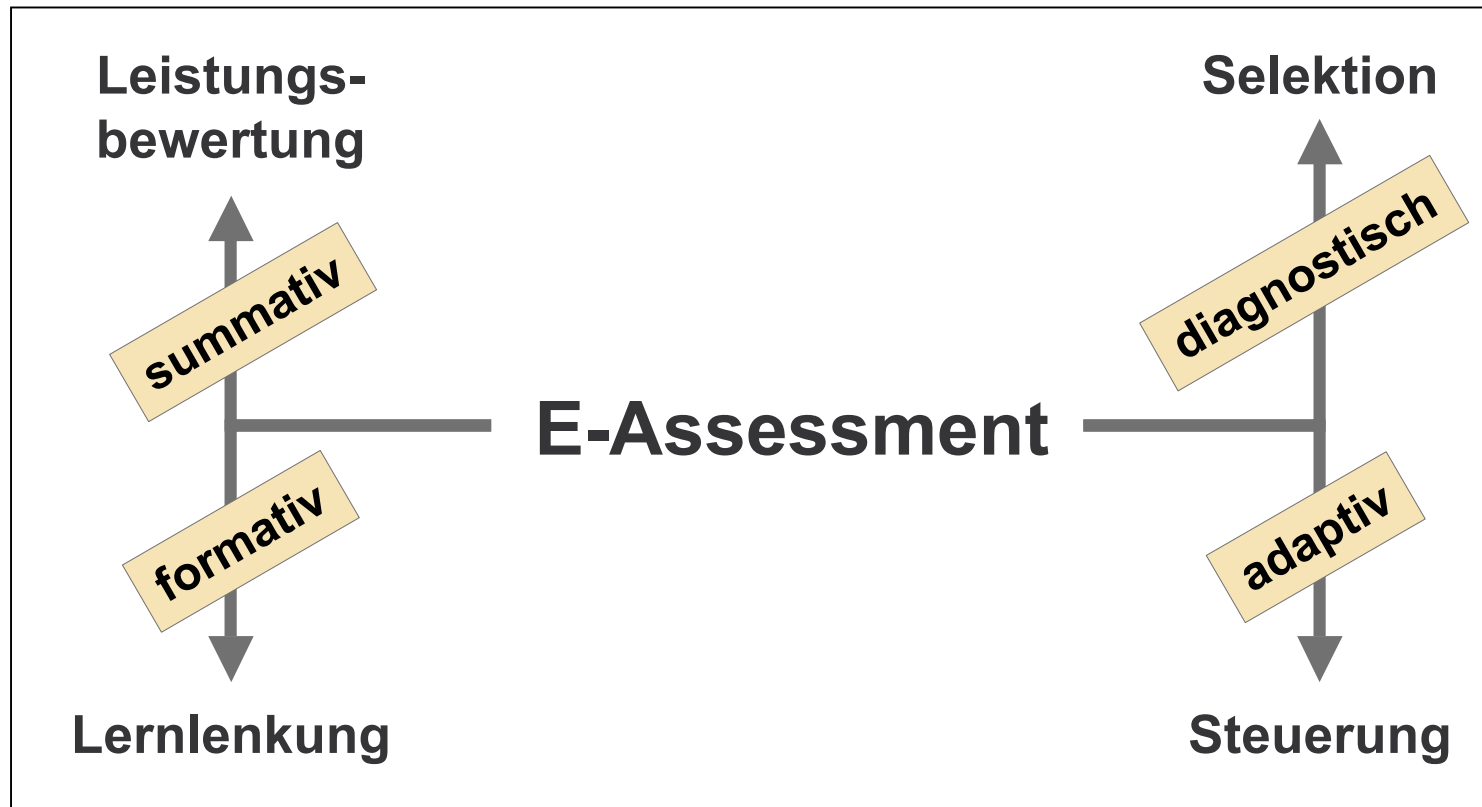 Leistungs-
bewertung
Selektion
summativ
diagnostisch
E-Assessment
formativ
adaptiv
Lernlenkung
Steuerung